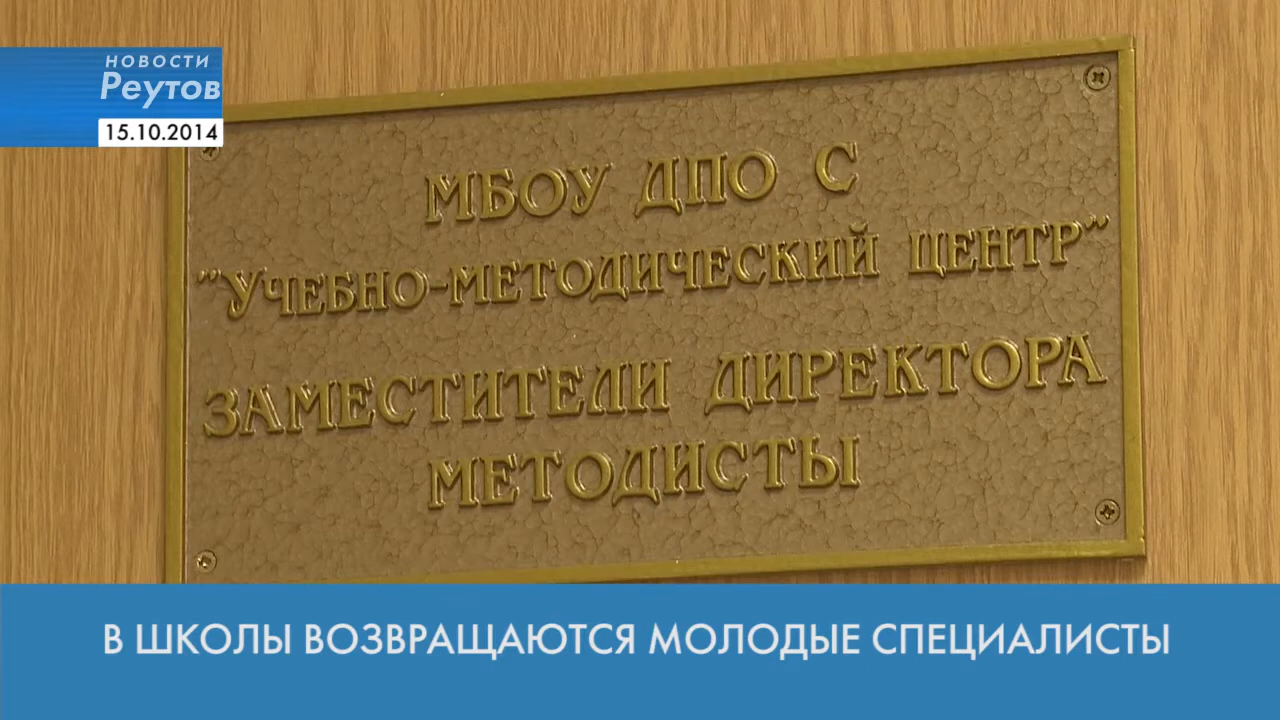 НОВОСТИ
Реутов
15.10.2014
МБОУ ДПО С
"УЧЕБНО-МЕТОДИЧЕСКИЙ ЦЕНТР"
ЗАМЕСТИТЕЛИ ДИРЕКТОРА
МЕТОДИСТЫ
В ШКОЛЫ ВОЗВРАЩАЮТСЯ МОЛОДЫЕ СПЕЦИАЛИСТЫ